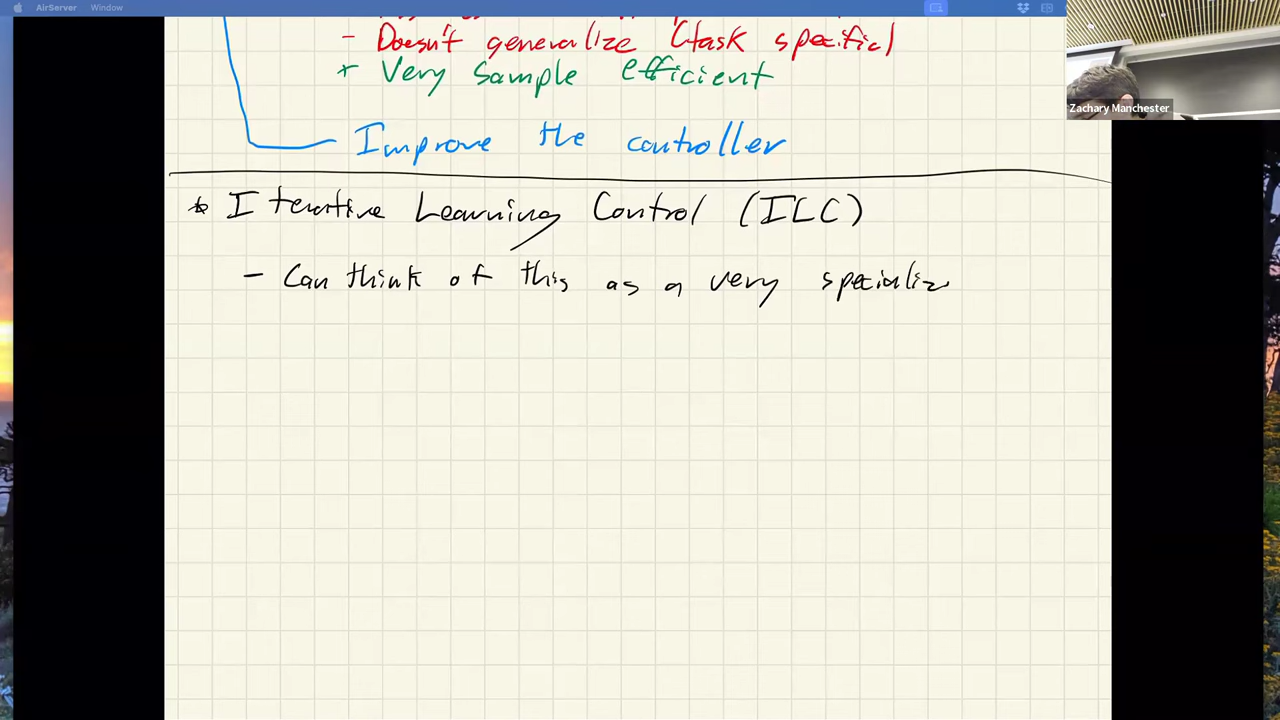 AirServer Window
- Doesn't generalize (task specific)
+ Very sample efficient
Improve the controller
Zachary Manchester
* Iterative Learning Control (ILC)
- Can think of this as a very specializ